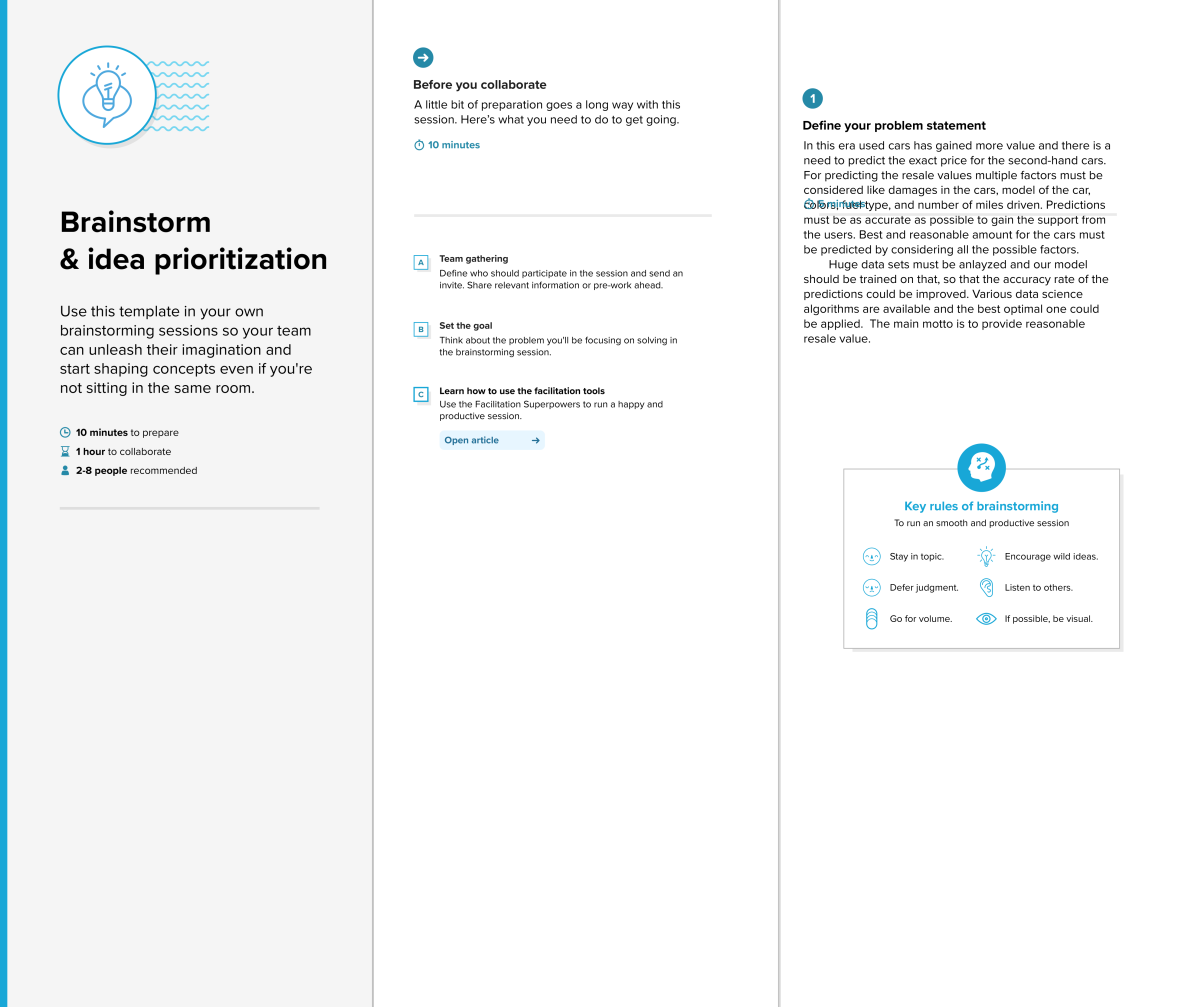 Brainstorm
& idea prioritization
Use this template in your own
brainstorming sessions so your team
can unleash their imagination and
start shaping concepts even if you're
not sitting in the same room.
10 minutes to prepare
1 hour to collaborate
2-8 people recommended
Before you collaborate
A little bit of preparation goes a long way with this
session. Here's what you need to do to get going.
10 minutes
A
Team gathering
Define who should participate in the session and send an
invite. Share relevant information or pre-work ahead.
B
Set the goal
Think about the problem you'll be focusing on solving in
the brainstorming session.
C
Learn how to use the facilitation tools
Use the Facilitation Superpowers to run a happy and
productive session.
Open article
1
Define your problem statement
In this era used cars has gained more value and there is a
need to predict the exact price for the second-hand cars.
For predicting the resale values multiple factors must be
considered like damages in the cars, model of the car,
colors, fuel type, and number of miles driven. Predictions
5 minutes
must be as accurate as possible to gain the support from
the users. Best and reasonable amount for the cars must
be predicted by considering all the possible factors.
Huge data sets must be anlayzed and our model
should be trained on that, so that the accuracy rate of the
predictions could be improved. Various data science
algorithms are available and the best optimal one could
be applied.  The main motto is to provide reasonable
resale value.
Key rules of brainstorming
To run an smooth and productive session
Stay in topic.
Encourage wild ideas.
Defer judgment.
Listen to others.
Go for volume.
If possible, be visual.